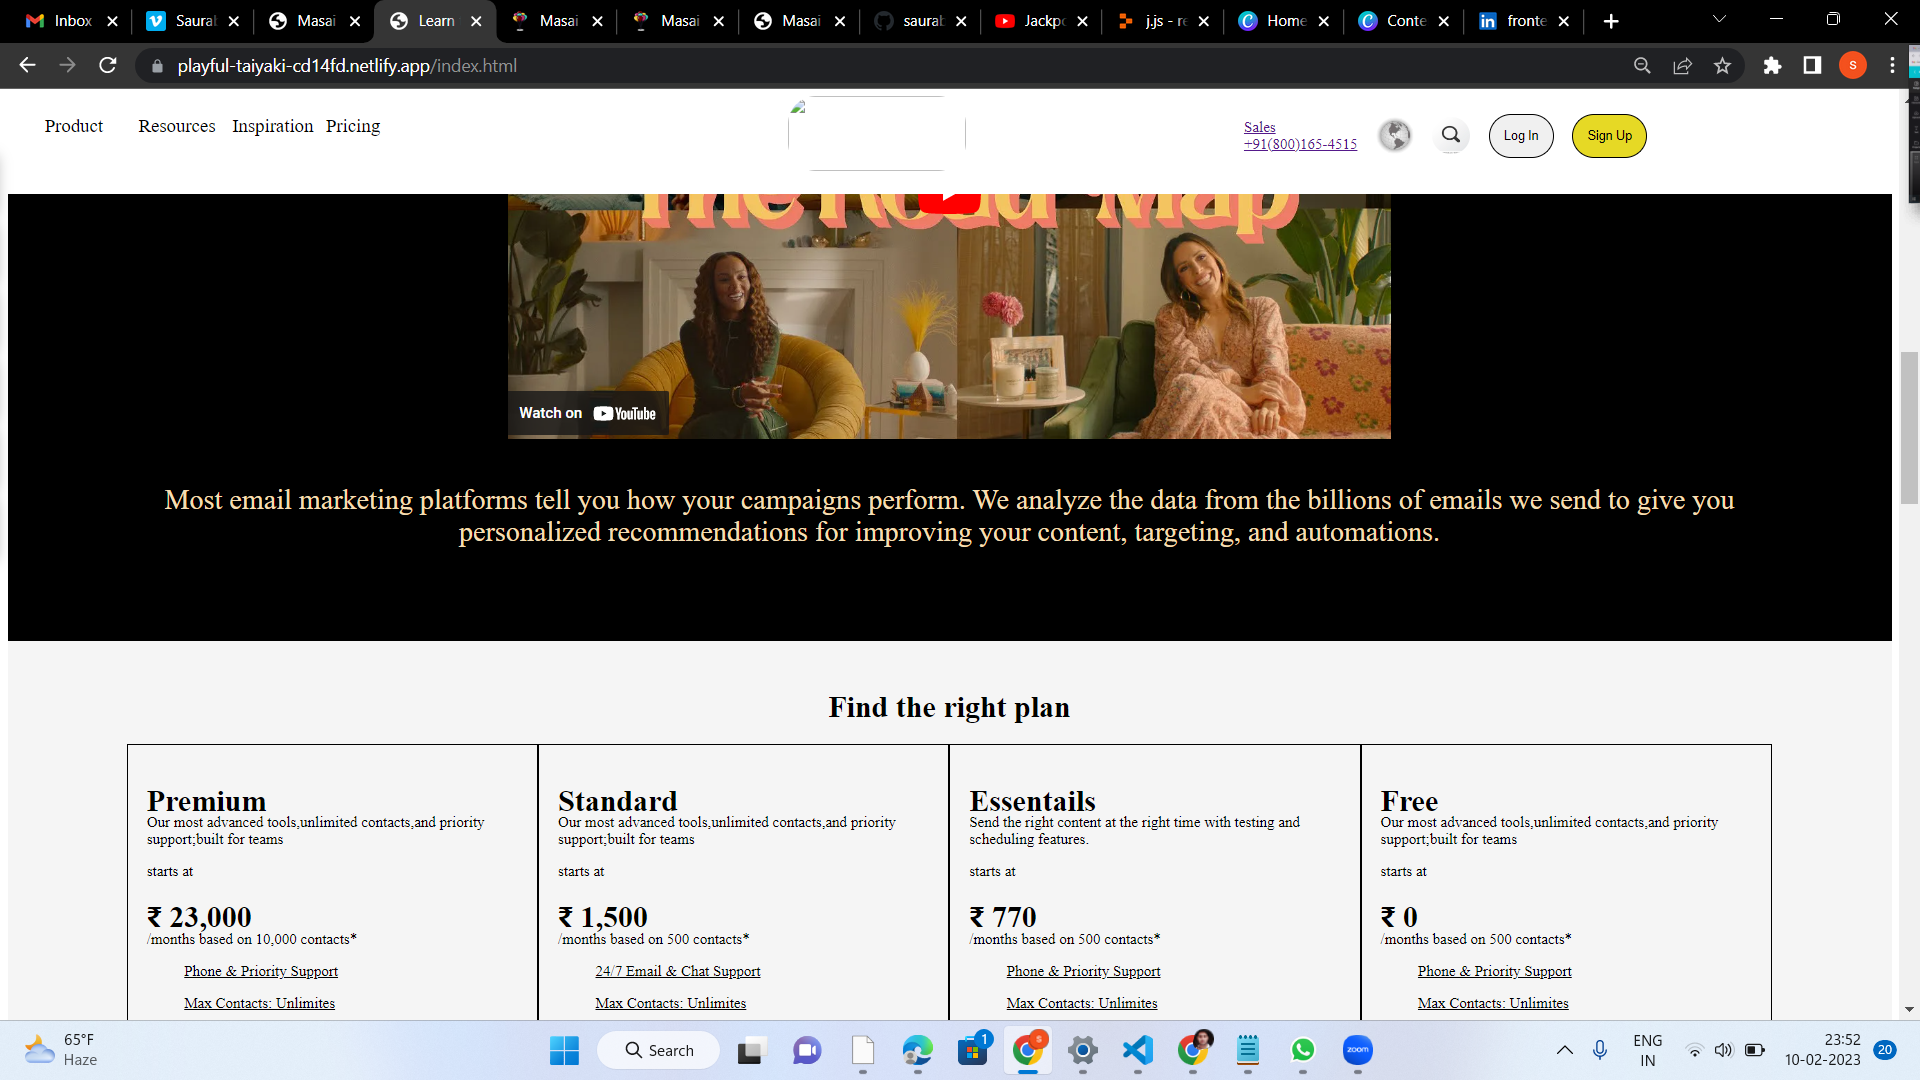 Inbox
Saural
Masai
Learn
Masai
Masai
Masai
saurab
Jackpo
j.js - re
Home
Conte
fronte
playful-taiyaki-cd14fd.netlify.app/index.html
S
Product Resources Inspiration Pricing
Sales
+91(800)165-4515
Log In
Sign Up
The Road Map
Watch on YouTube
Most email marketing platforms tell you how your campaigns perform. We analyze the data from the billions of emails we send to give you
personalized recommendations for improving your content, targeting, and automations.
Find the right plan
Premium
Our most advanced tools,unlimited contacts,and priority
support;built for teams
starts at
₹ 23,000
/months based on 10,000 contacts*
Phone & Priority Support
Max Contacts: Unlimites
Standard
Our most advanced tools,unlimited contacts,and priority
support;built for teams
starts at
₹ 1,500
/months based on 500 contacts*
24/7 Email & Chat Support
Max Contacts: Unlimites
Essentails
Send the right content at the right time with testing and
scheduling features.
starts at
₹ 770
/months based on 500 contacts*
Phone & Priority Support
Max Contacts: Unlimites
Free
Our most advanced tools,unlimited contacts,and priority
support;built for teams
starts at
₹ 0
/months based on 500 contacts*
Phone & Priority Support
Max Contacts: Unlimites
65°F
Haze
Search
1
S
zoom
ENG
IN
23:52
10-02-2023
20